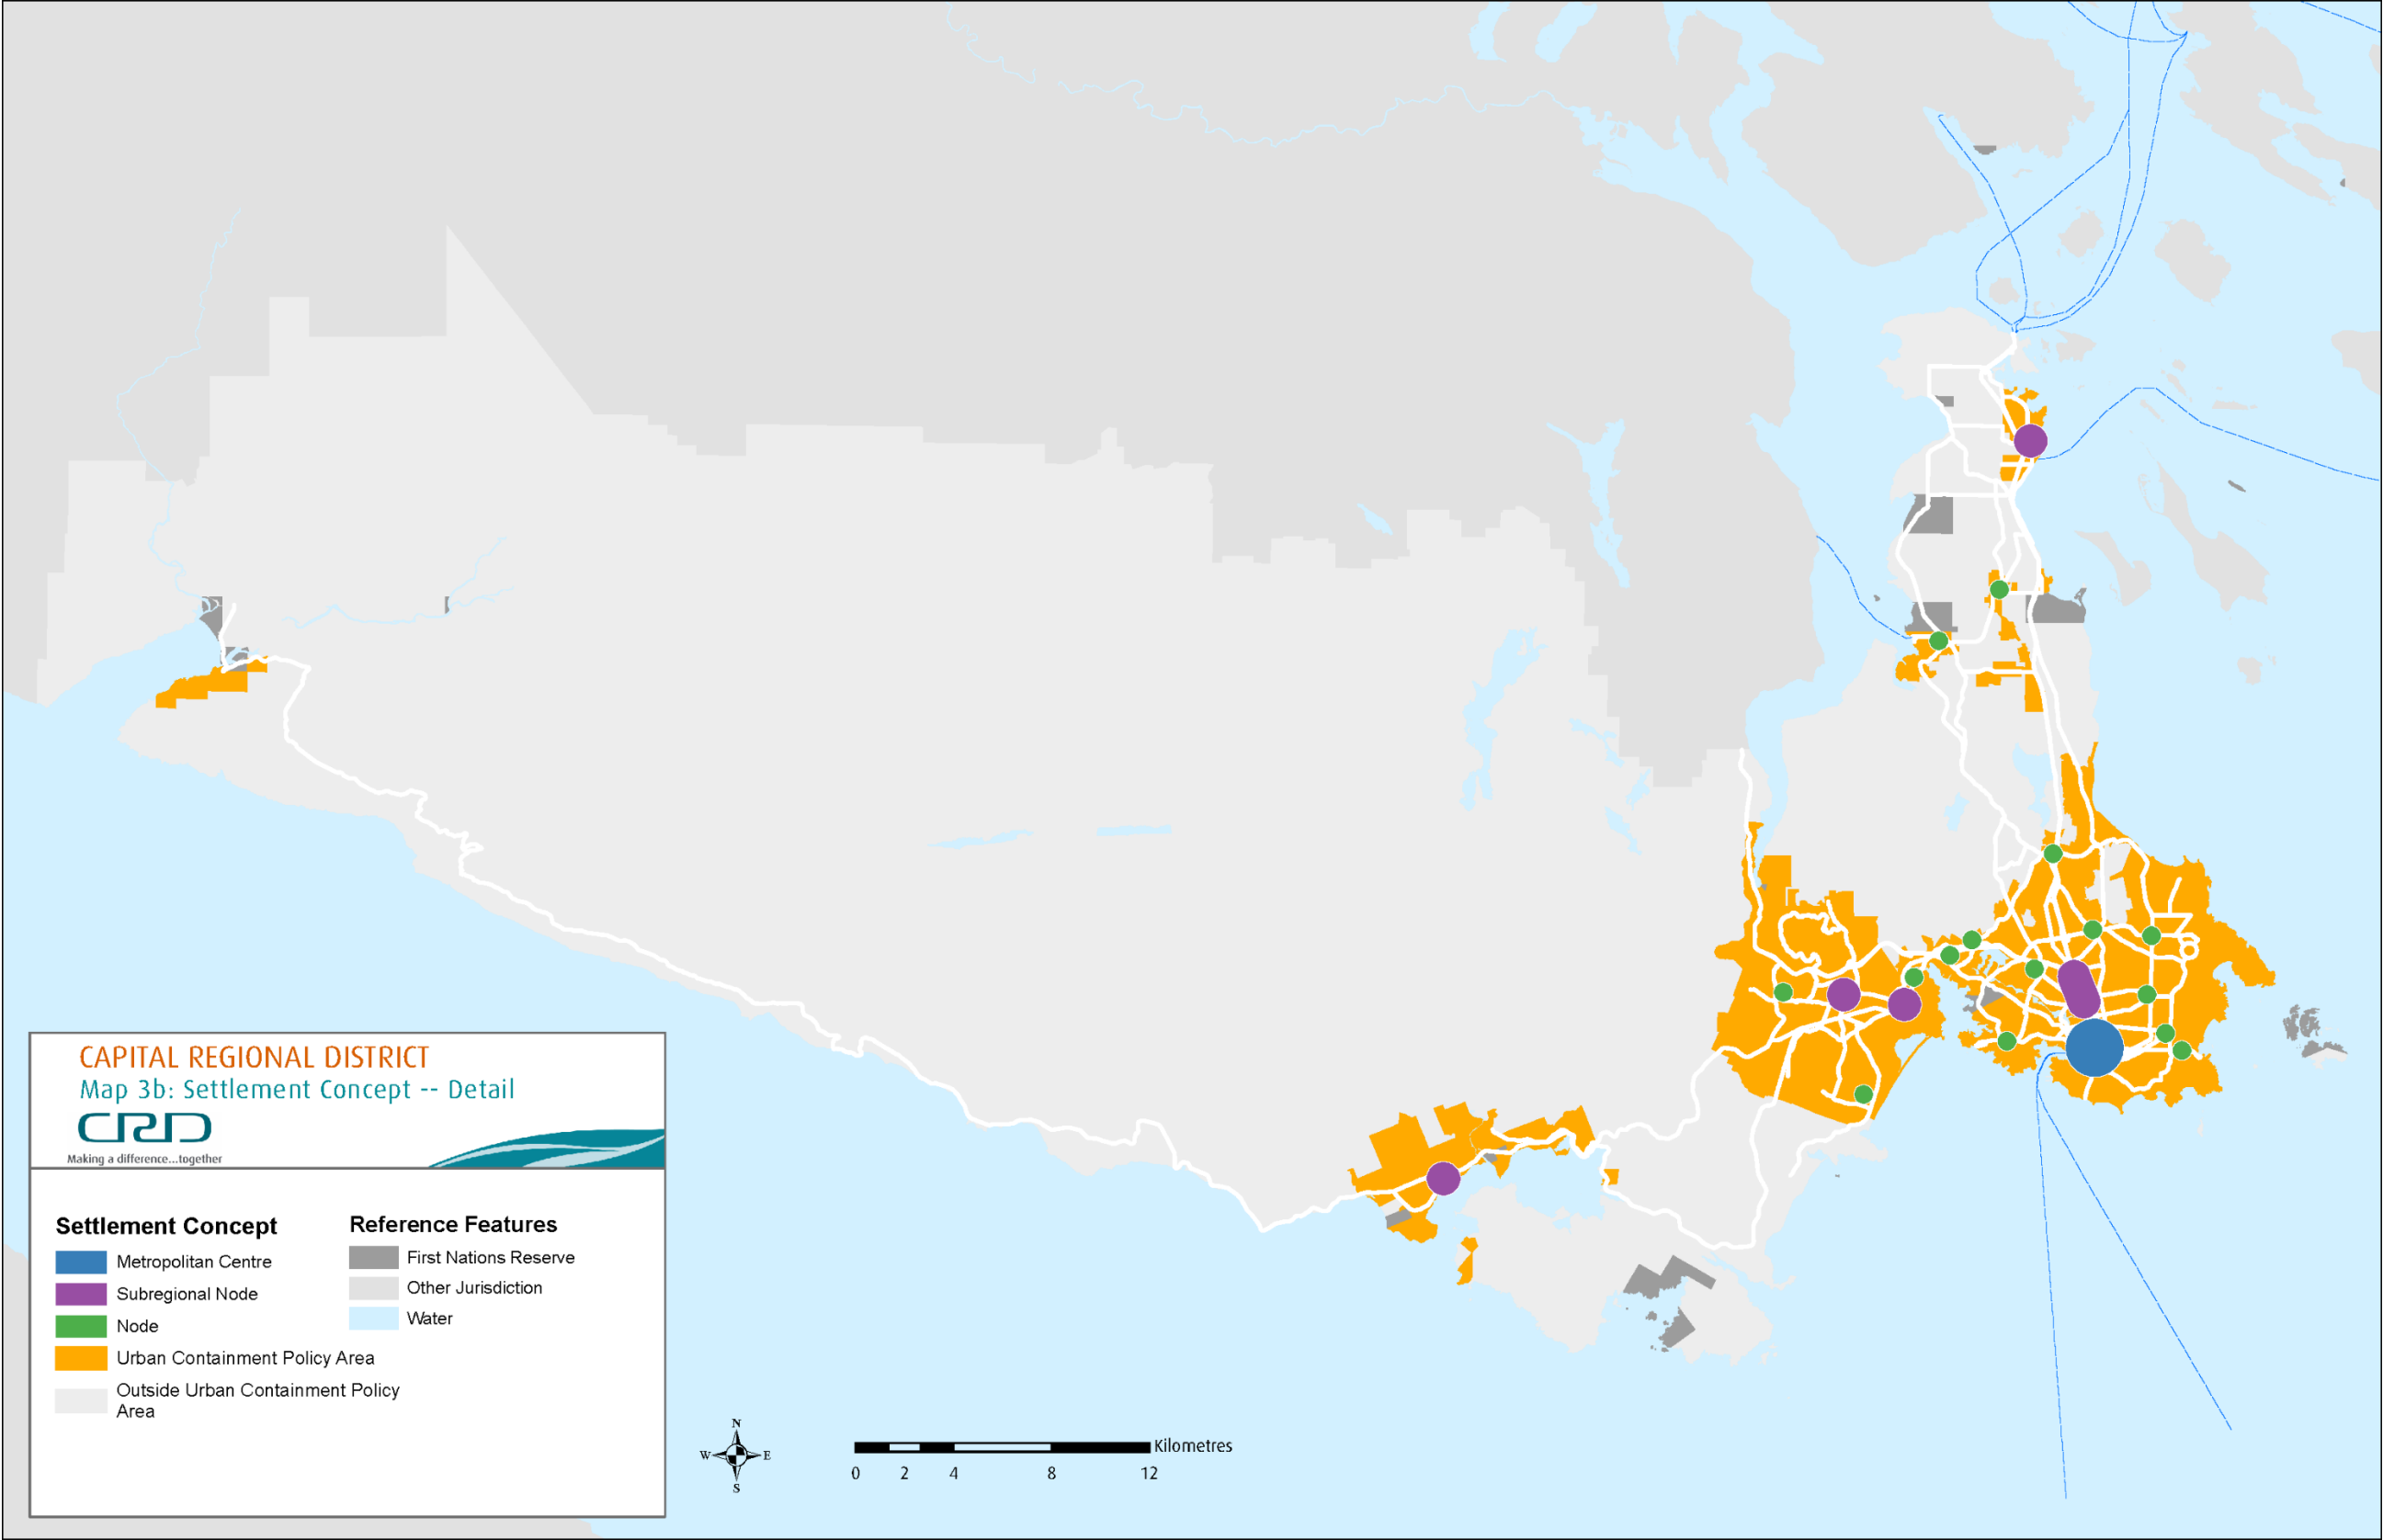 CAPITAL REGIONAL DISTRICT
Map 3b: Settlement Concept -- Detail
CRD
Making a difference...together
Settlement Concept
Metropolitan Centre
Subregional Node
Node
Urban Containment Policy Area
Outside Urban Containment Policy
Area
Reference Features
First Nations Reserve
Other Jurisdiction
Water
N
W E
S
Kilometres
0 2 4 8 12